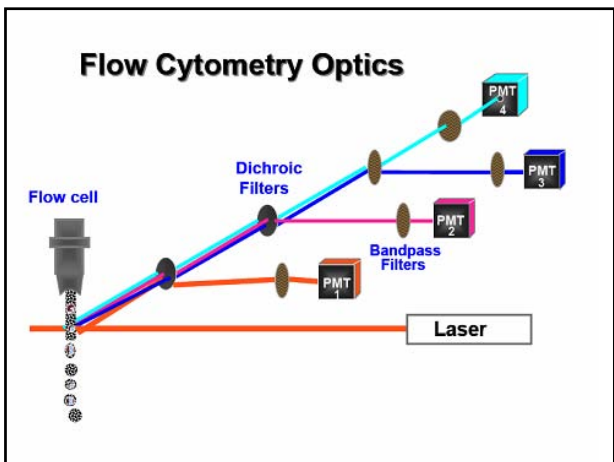 Flow Cytometry Optics
PMT
4
Dichroic
Filters
PMT
3
Flow cell
PMT
2
Bandpass
Filters
PMT
1
Laser